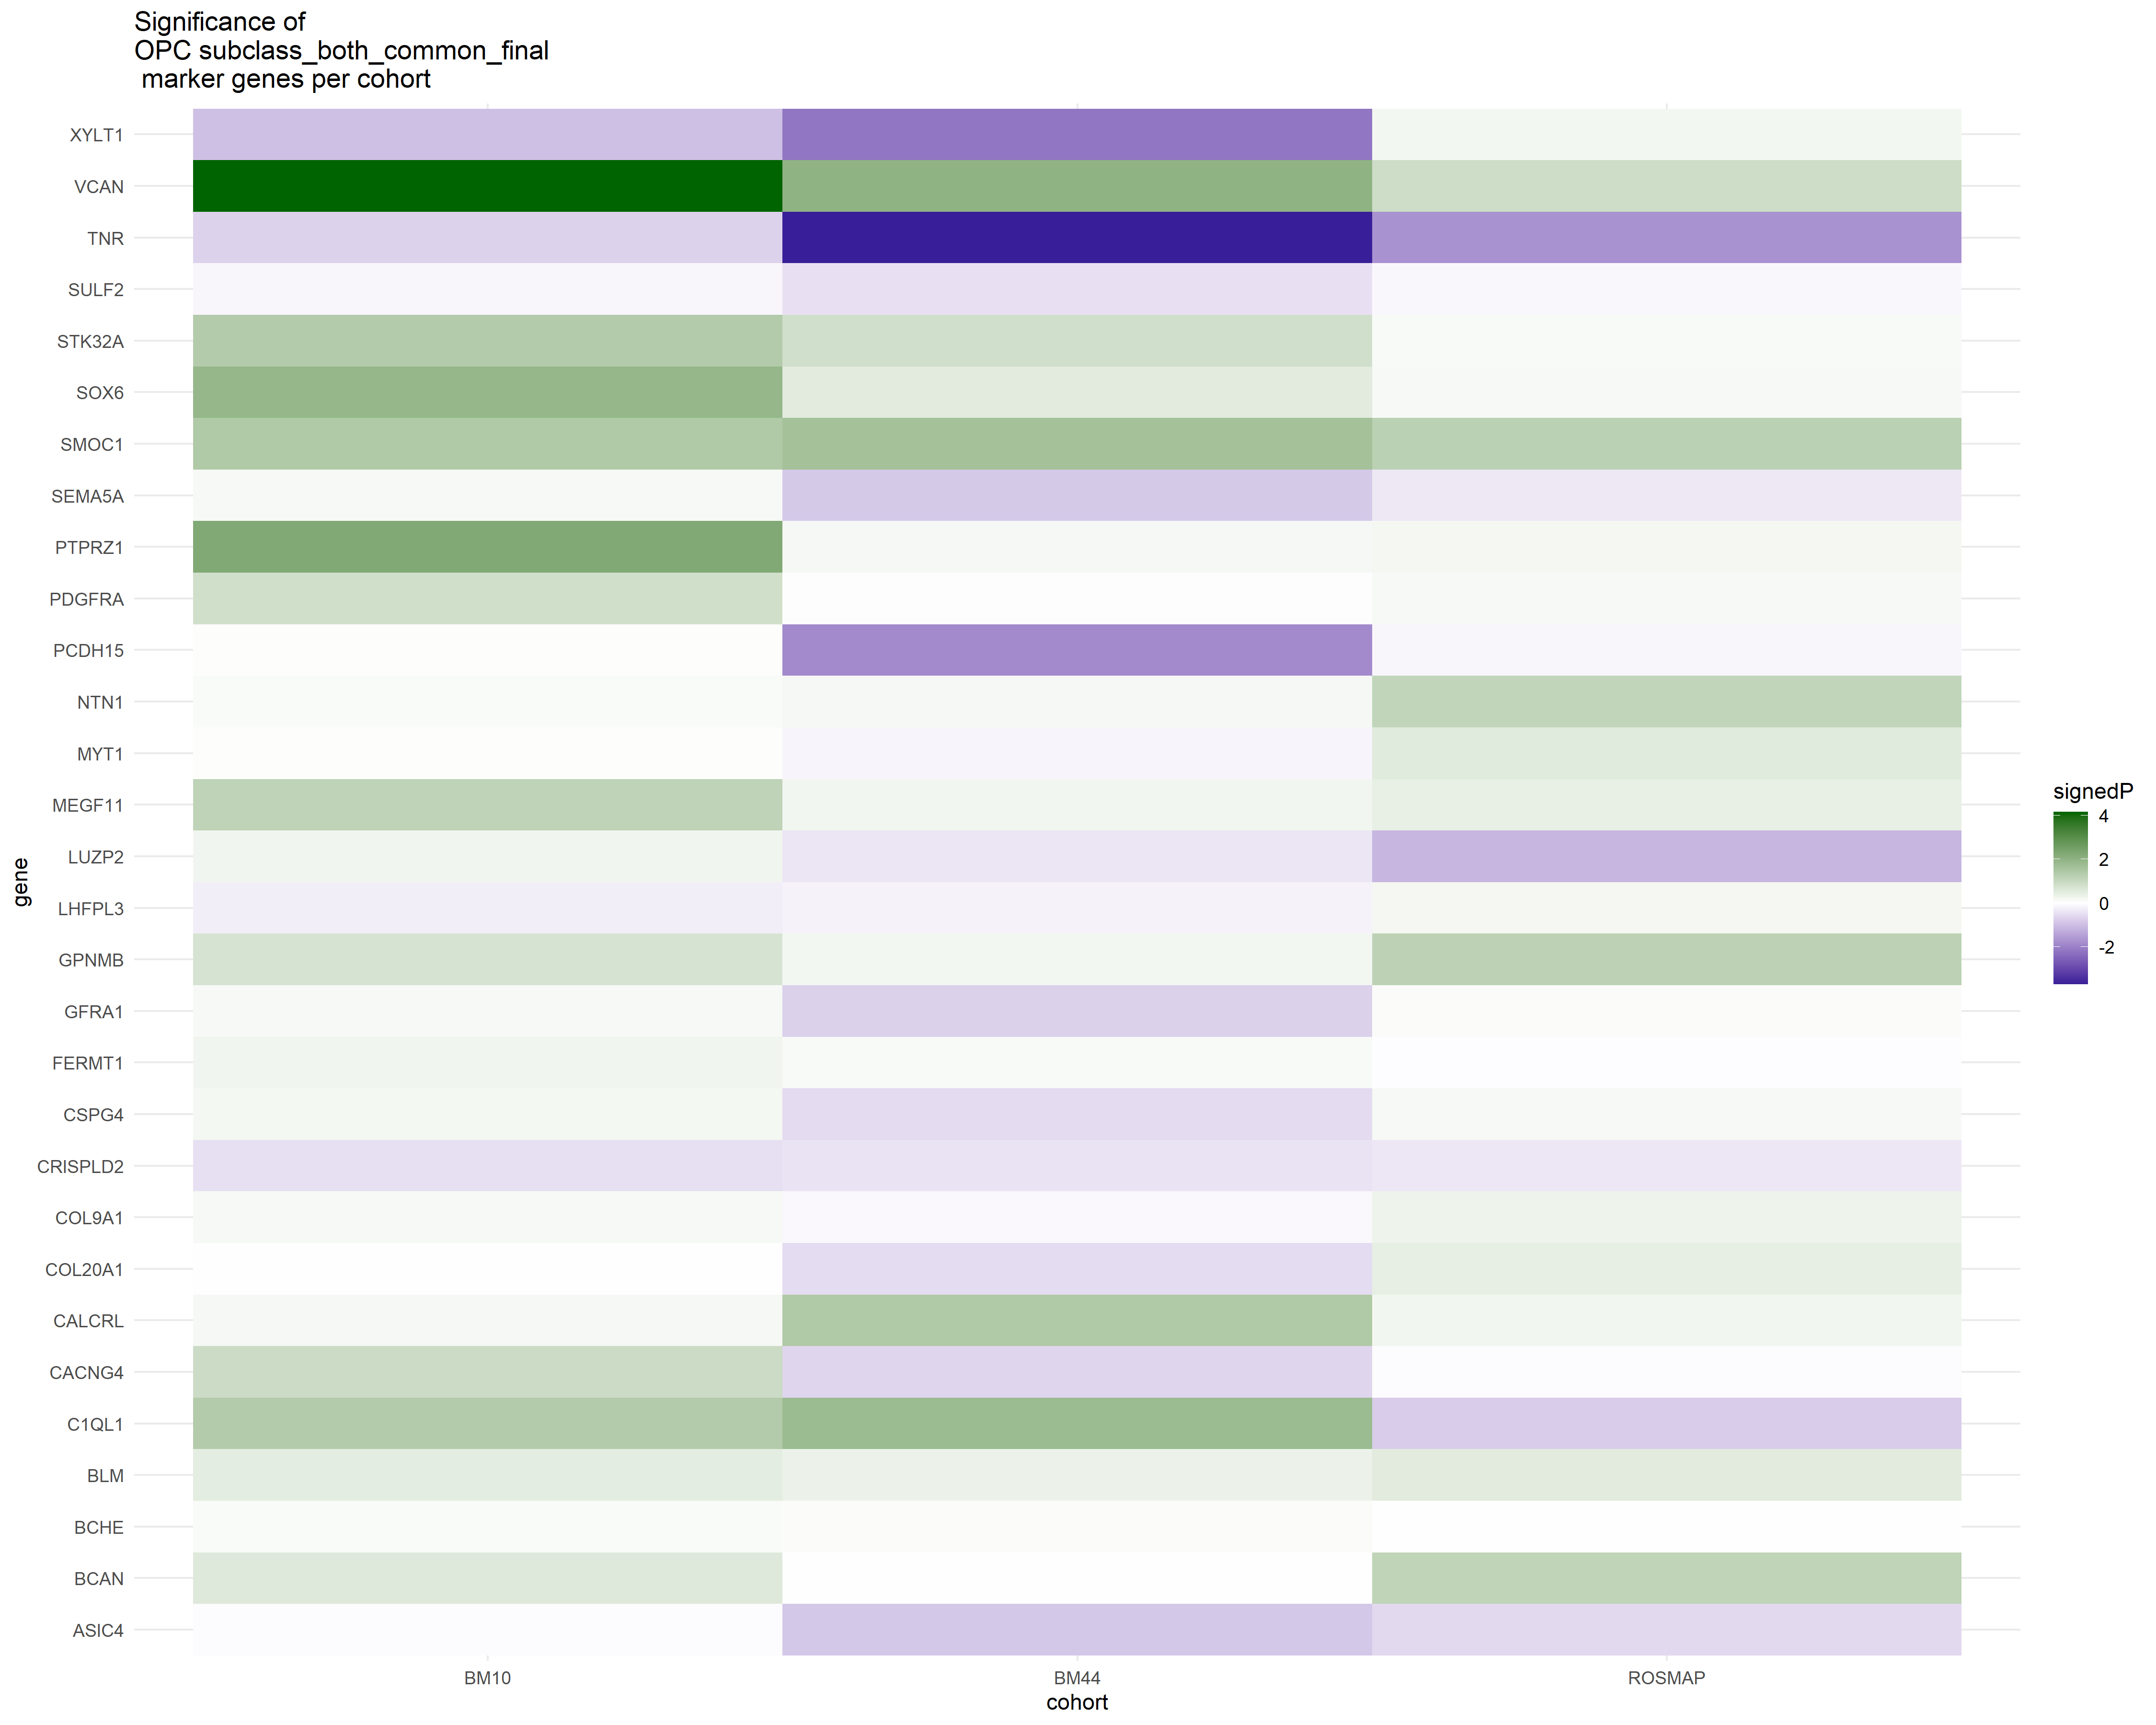 Significance of
OPC subclass_both_common_final
marker genes per cohort
XYLT1
VCAN
TNR
SULF2
STK32A
SOX6
SMOC1
SEMA5A
PTPRZ1
PDGFRA
PCDH15
NTN1
MYT1
MEGF11
LUZP2
LHFPL3
GPNMB
GFRA1
FERMT1
CSPG4
CRISPLD2
COL9A1
COL20A1
CALCRL
CACNG4
C1QL1
BLM
BCHE
BCAN
ASIC4
gene
BM10
BM44
ROSMAP
cohort
signedP
4
2
0
-2